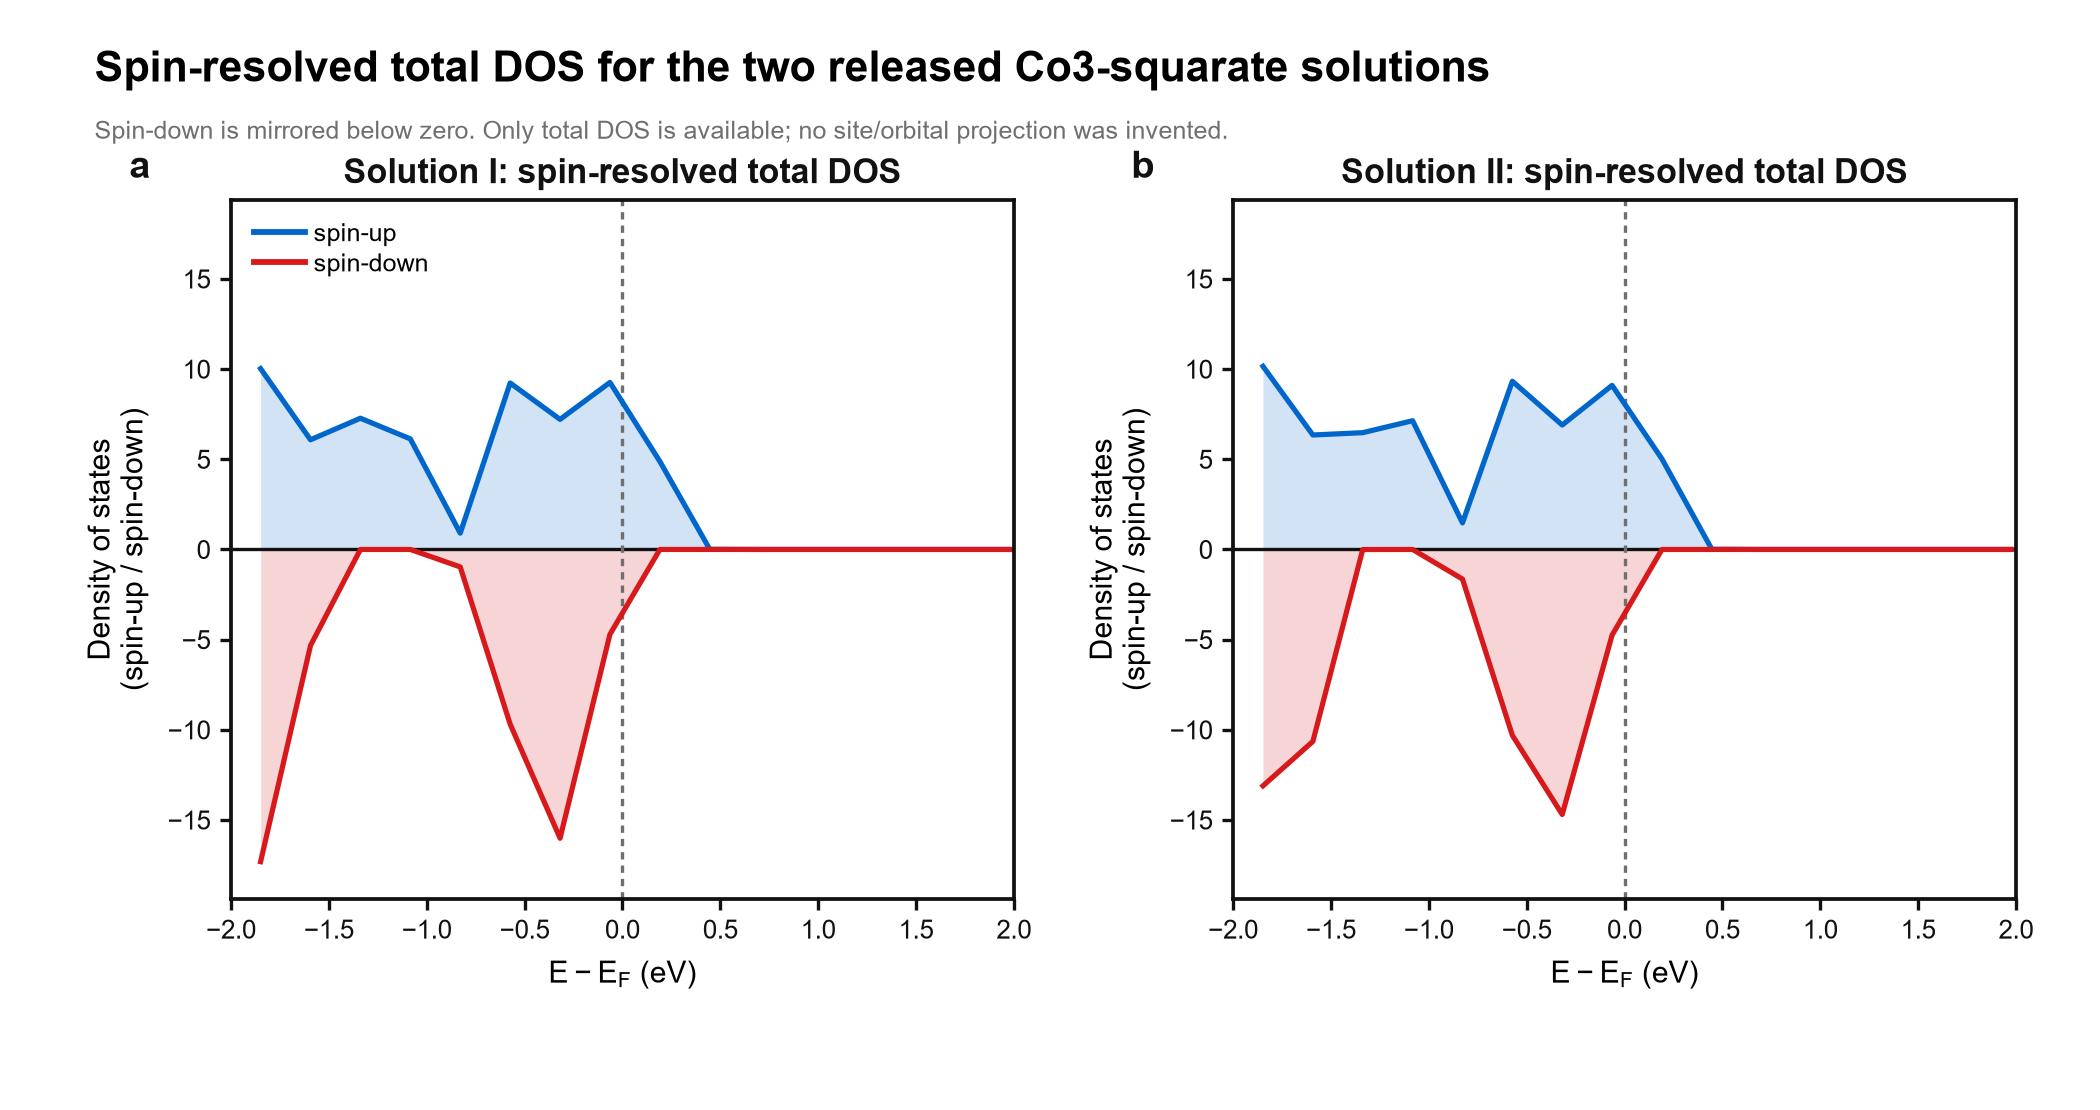 Spin-resolved total DOS for the two released Co3-squarate solutions
Spin-down is mirrored below zero. Only total DOS is available; no site/orbital projection was invented.
a
Solution I: spin-resolved total DOS
spin-up
spin-down
15
10
5
0
−5
−10
−15
Density of states
(spin-up / spin-down)
−2.0 −1.5 −1.0 −0.5 0.0 0.5 1.0 1.5 2.0
E − E_F (eV)
b
Solution II: spin-resolved total DOS
15
10
5
0
−5
−10
−15
Density of states
(spin-up / spin-down)
−2.0 −1.5 −1.0 −0.5 0.0 0.5 1.0 1.5 2.0
E − E_F (eV)